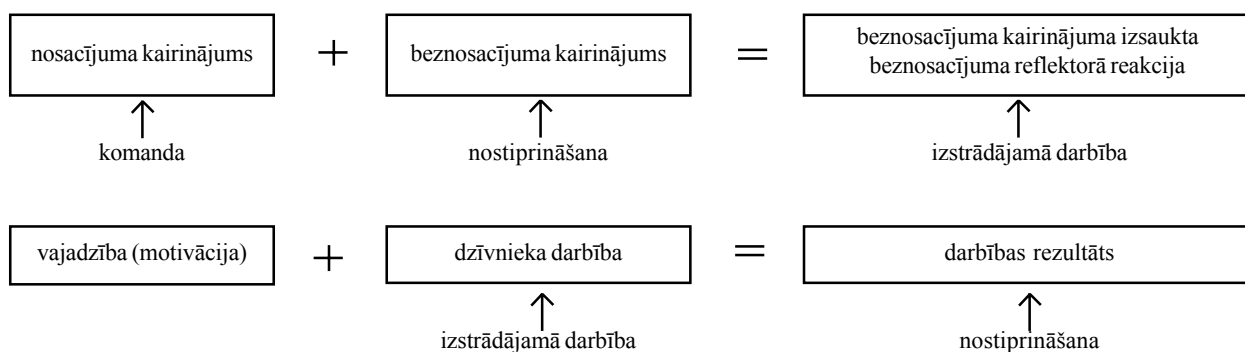 nosacījuma kairinājums + beznosacījuma kairinājums = beznosacījuma kairinājuma izsaukta
beznosacījuma reflektorā reakcija
komanda nostiprināšana izstrādājamā darbība
vajadzība (motivācija) + dzīvnieka darbība = darbības rezultāts
izstrādājamā darbība nostiprināšana